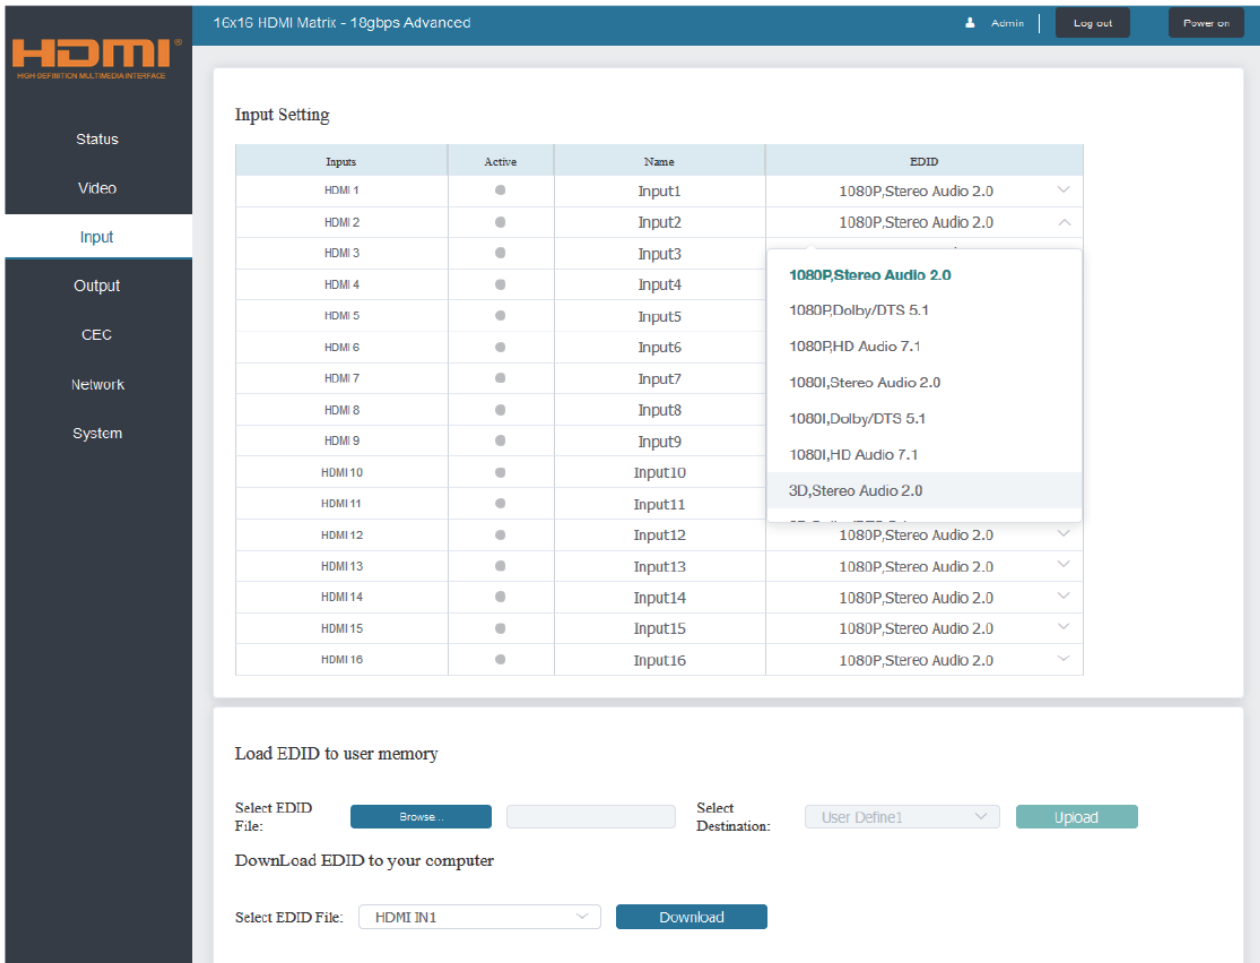 16x16 HDMI Matrix - 18gbps Advanced
Admin
Log out
Power on
HDMI®
HIGH-DEFINITION MULTIMEDIA INTERFACE
Status
Video
Input
Output
CEC
Network
System
Input Setting
Inputs Active Name EDID
HDMI 1 Input1 1080P,Stereo Audio 2.0
HDMI 2 Input2 1080P,Stereo Audio 2.0
HDMI 3 Input3
HDMI 4 Input4
HDMI 5 Input5
HDMI 6 Input6
HDMI 7 Input7
HDMI 8 Input8
HDMI 9 Input9
HDMI 10 Input10
HDMI 11 Input11
1080P,Stereo Audio 2.0
1080P,Dolby/DTS 5.1
1080P,HD Audio 7.1
1080I,Stereo Audio 2.0
1080I,Dolby/DTS 5.1
1080I,HD Audio 7.1
3D,Stereo Audio 2.0
HDMI 12 Input12 1080P,Stereo Audio 2.0
HDMI 13 Input13 1080P,Stereo Audio 2.0
HDMI 14 Input14 1080P,Stereo Audio 2.0
HDMI 15 Input15 1080P,Stereo Audio 2.0
HDMI 16 Input16 1080P,Stereo Audio 2.0
Load EDID to user memory
Select EDID
File:
Browse...
Select
Destination:
User Define1
Upload
DownLoad EDID to your computer
Select EDID File: HDMI IN1 Download